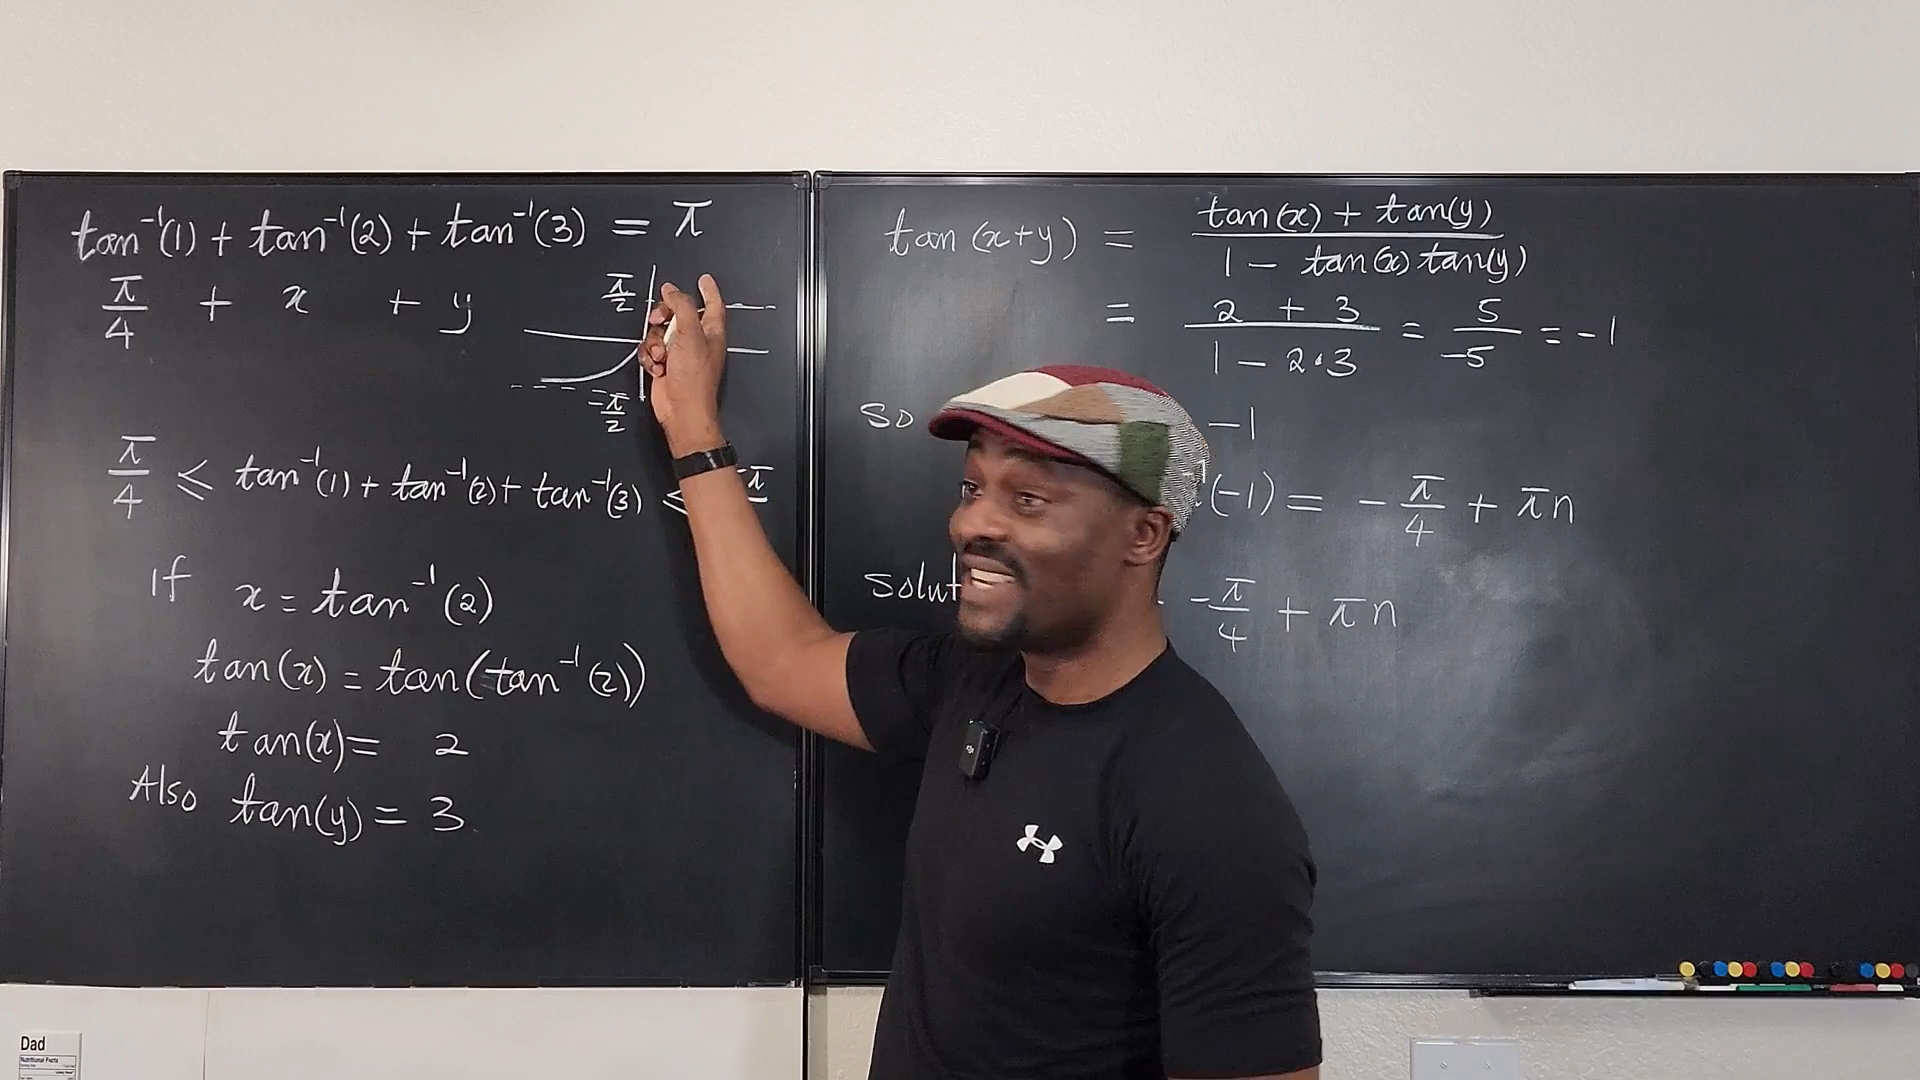 tan⁻¹(1) + tan⁻¹(2) + tan⁻¹(3) = π
π/4 + x + y
π/2
-π/2
π/4 ≤ tan⁻¹(1) + tan⁻¹(2) + tan⁻¹(3) <
If x = tan⁻¹(2)
tan(x) = tan(tan⁻¹(2))
tan(x) = 2
Also tan(y) = 3
tan(x+y) = (tan(x) + tan(y))/(1 - tan(x) tan(y))
= (2 + 3)/(1 - 2·3) = 5/-5 = -1
So -1
(-1) = -π/4 + πn
-π/4 + πn
Dad
Nutritional Facts